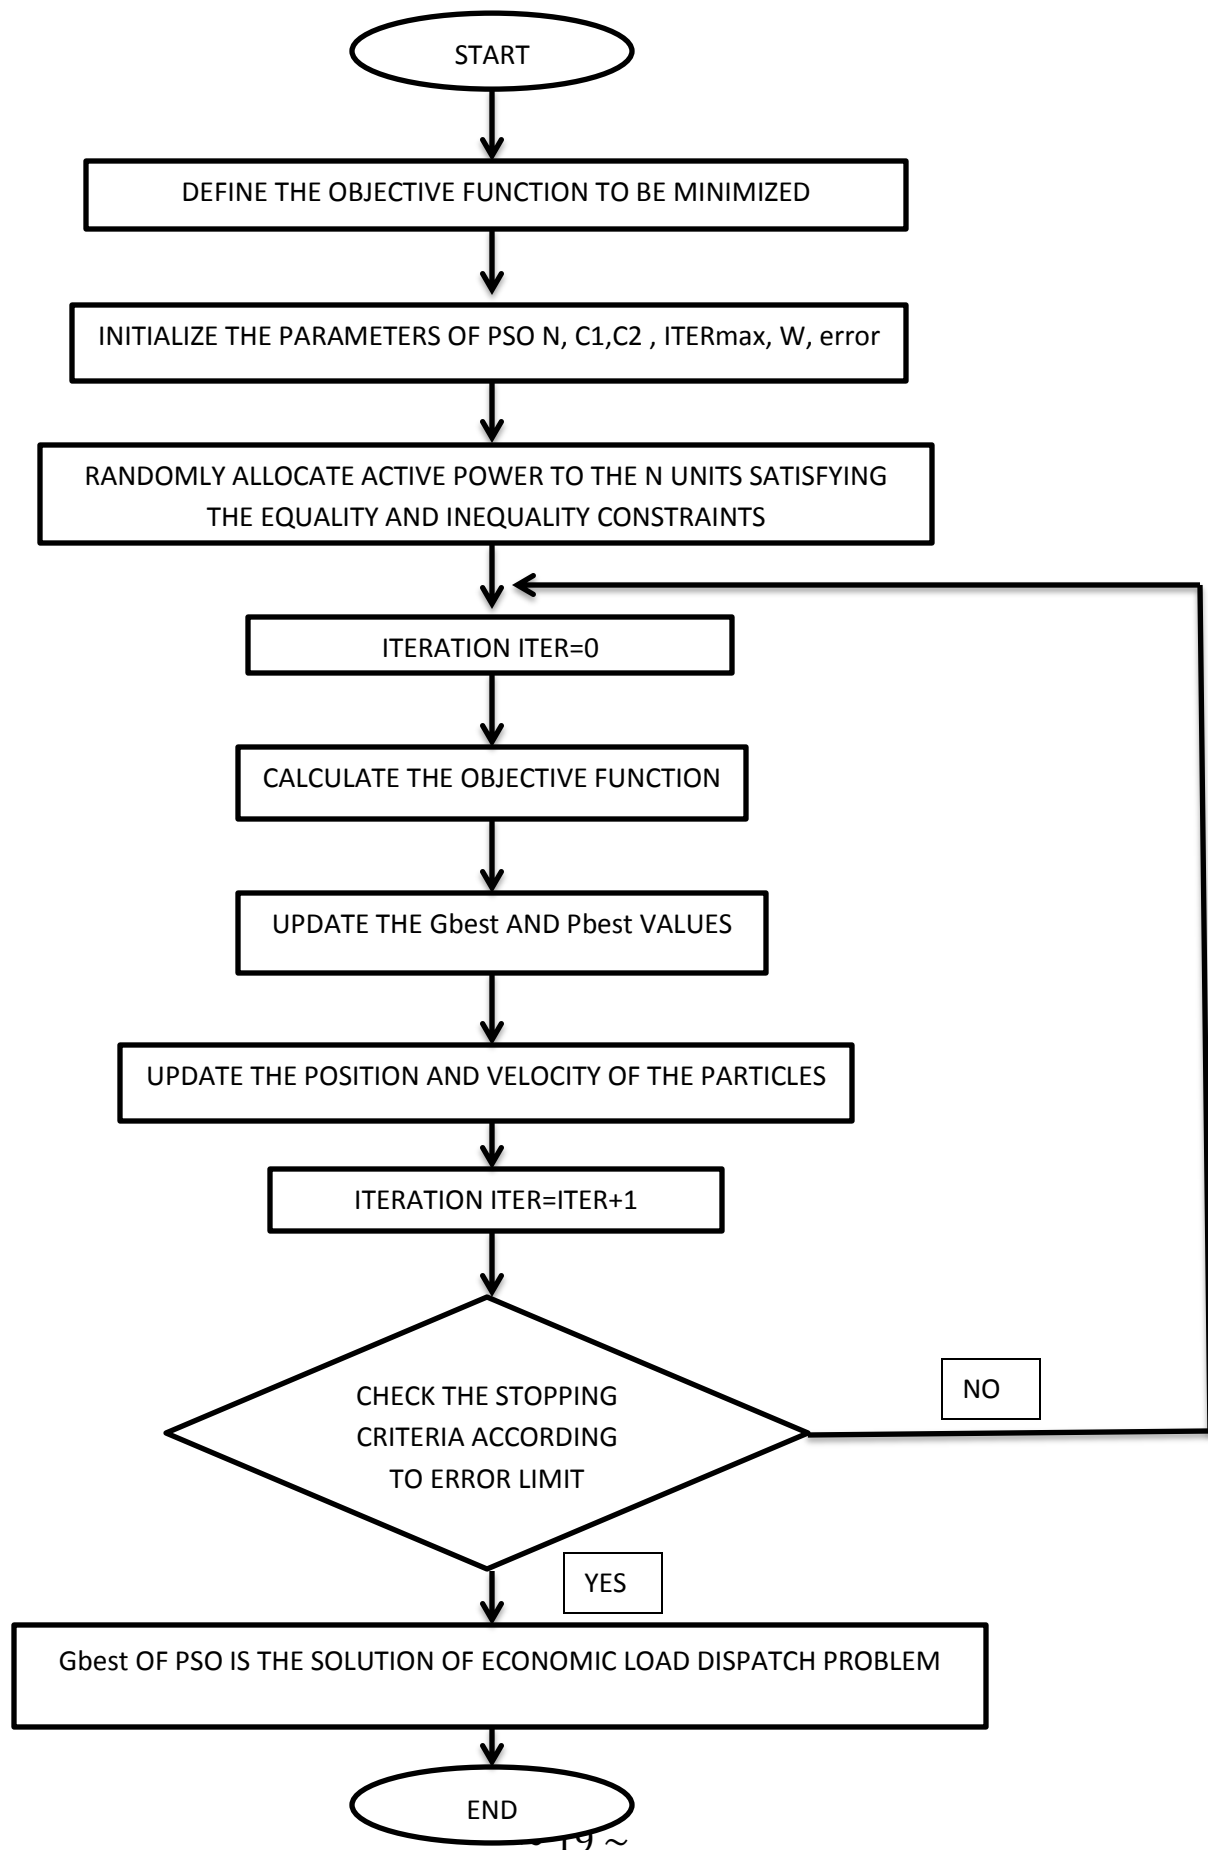 START
DEFINE THE OBJECTIVE FUNCTION TO BE MINIMIZED
INITIALIZE THE PARAMETERS OF PSO N, C1,C2 , ITERmax, W, error
RANDOMLY ALLOCATE ACTIVE POWER TO THE N UNITS SATISFYING
THE EQUALITY AND INEQUALITY CONSTRAINTS
ITERATION ITER=0
CALCULATE THE OBJECTIVE FUNCTION
UPDATE THE Gbest AND Pbest VALUES
UPDATE THE POSITION AND VELOCITY OF THE PARTICLES
ITERATION ITER=ITER+1
CHECK THE STOPPING
CRITERIA ACCORDING
TO ERROR LIMIT
NO
YES
Gbest OF PSO IS THE SOLUTION OF ECONOMIC LOAD DISPATCH PROBLEM
END
~ 19 ~